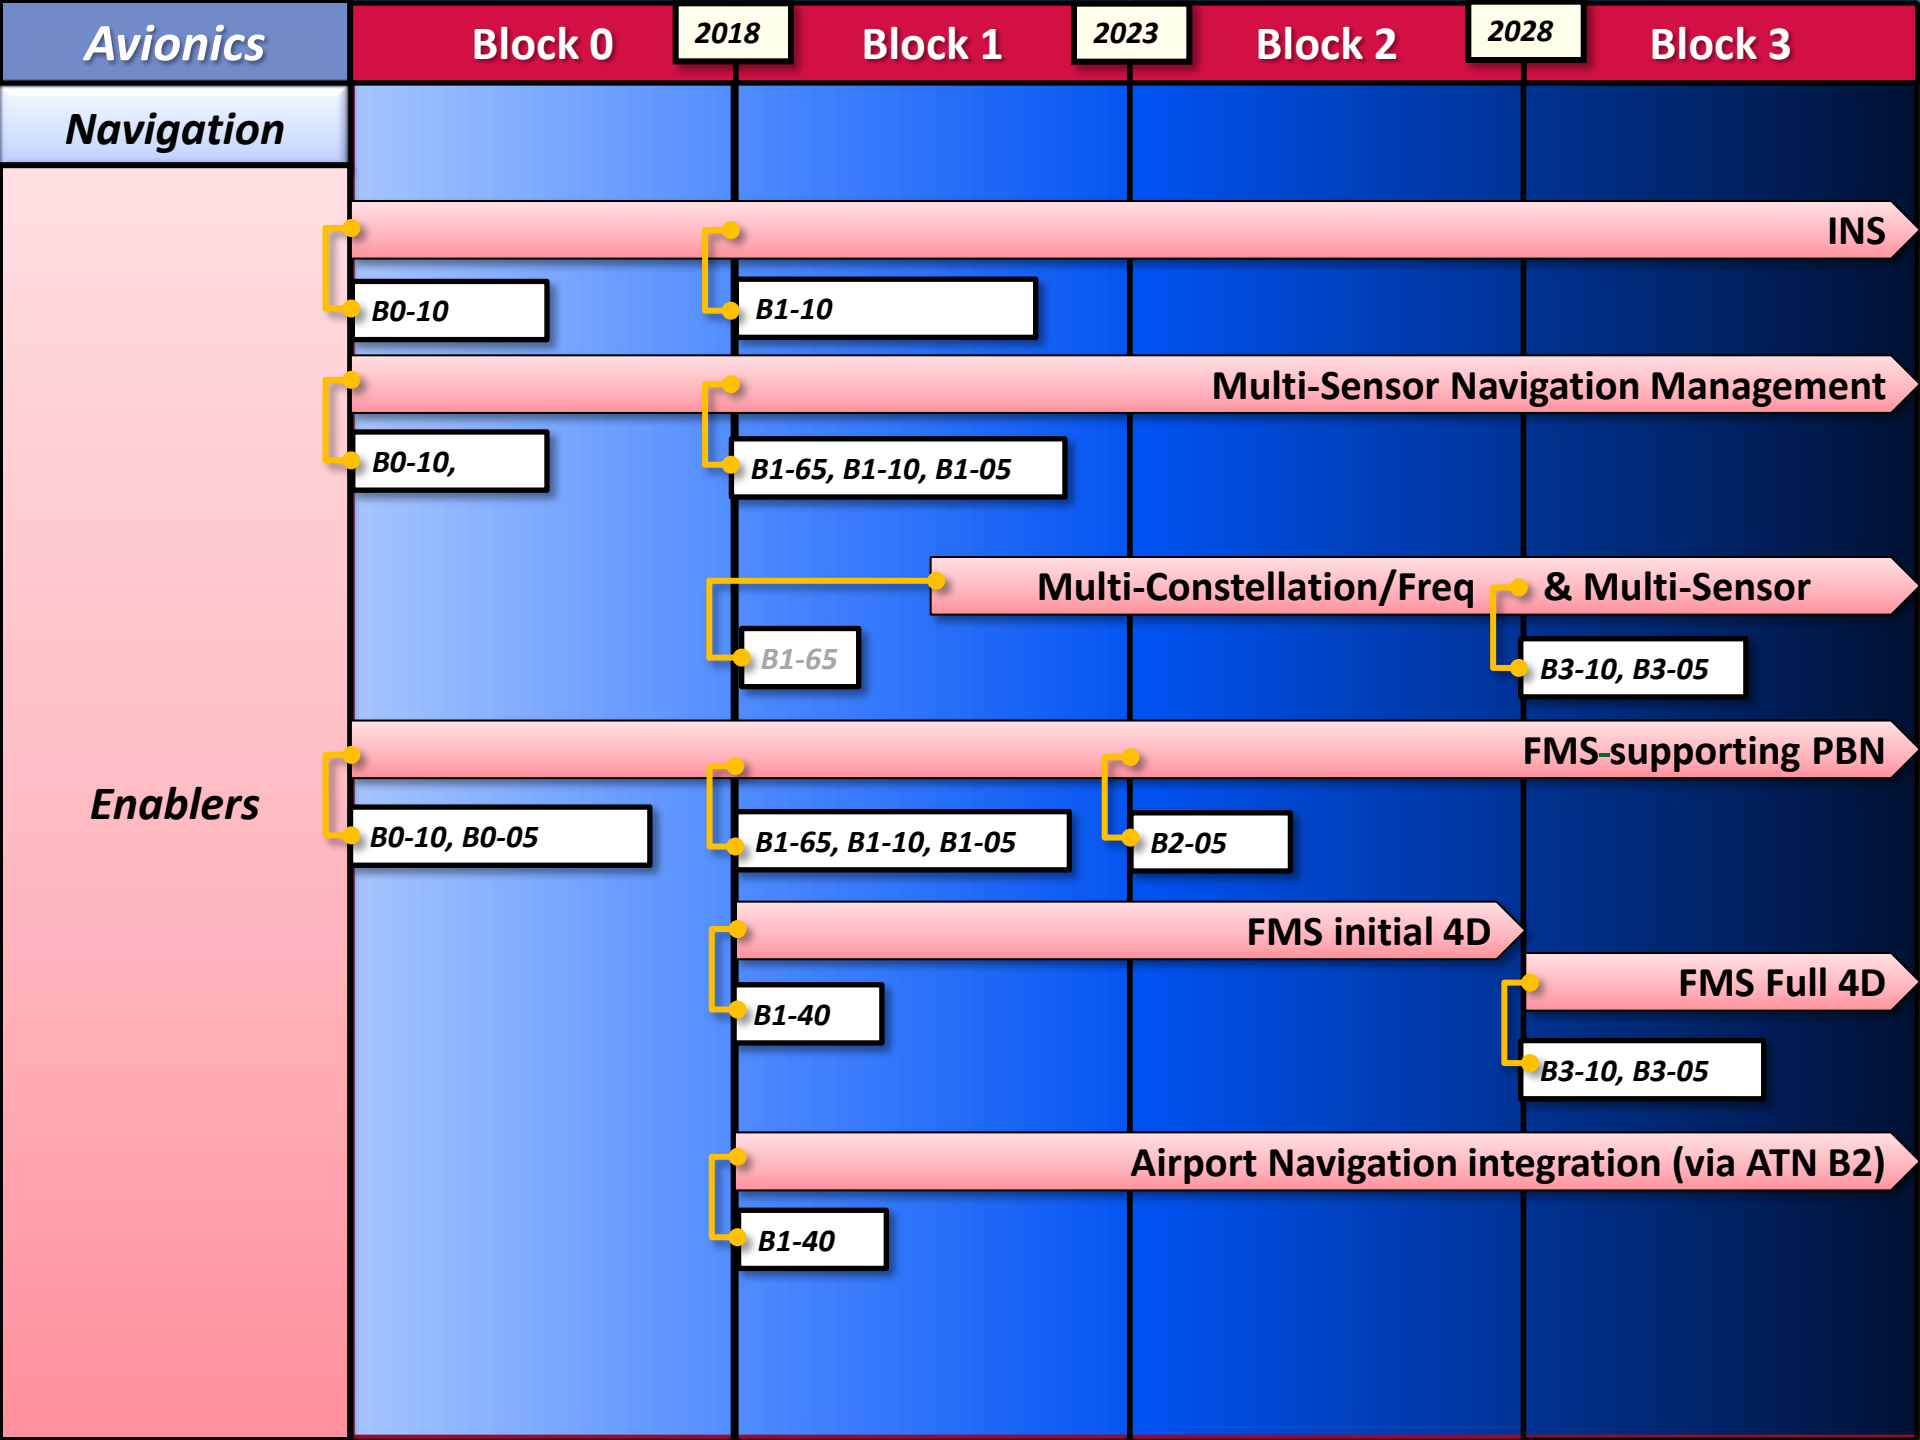 Avionics
Block 0
2018
Block 1
2023
Block 2
2028
Block 3
Navigation
INS
B0-10
B1-10
Multi-Sensor Navigation Management
B0-10,
B1-65, B1-10, B1-05
Multi-Constellation/Freq & Multi-Sensor
B1-65
B3-10, B3-05
FMS-supporting PBN
Enablers
B0-10, B0-05
B1-65, B1-10, B1-05
B2-05
FMS initial 4D
FMS Full 4D
B1-40
B3-10, B3-05
Airport Navigation integration (via ATN B2)
B1-40